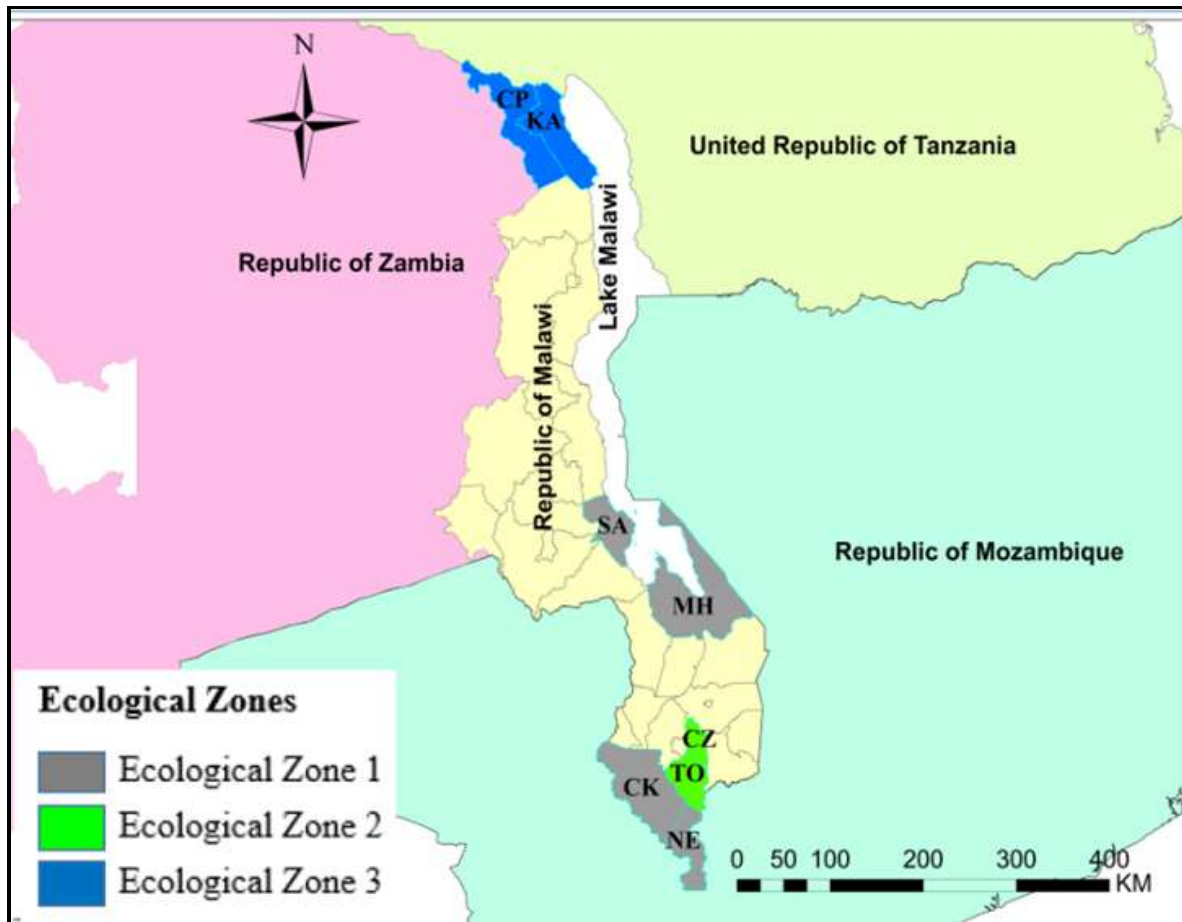 N
CP
KA
United Republic of Tanzania
Lake Malawi
Republic of Zambia
Republic of Malawi
SA
Republic of Mozambique
MH
Ecological Zones
Ecological Zone 1
Ecological Zone 2
Ecological Zone 3
CZ
TO
CK
NE
0 50 100 200 300 400
KM